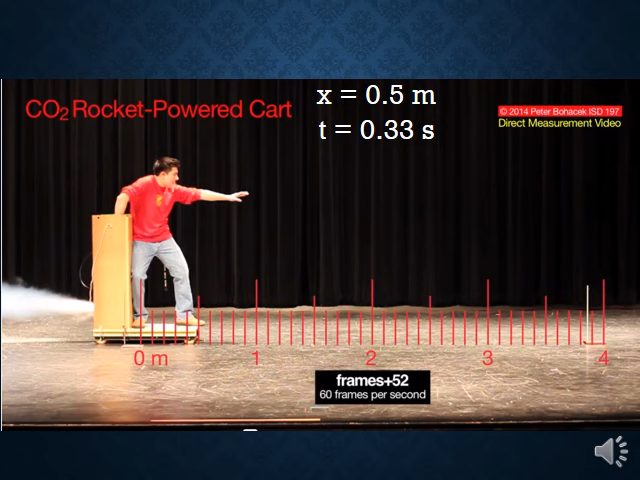 CO2 Rocket-Powered Cart
x = 0.5 m
t = 0.33 s
© 2014 Peter Bohacek ISD 197
Direct Measurement Video
0 m 1 2 3 4
frames+52
60 frames per second